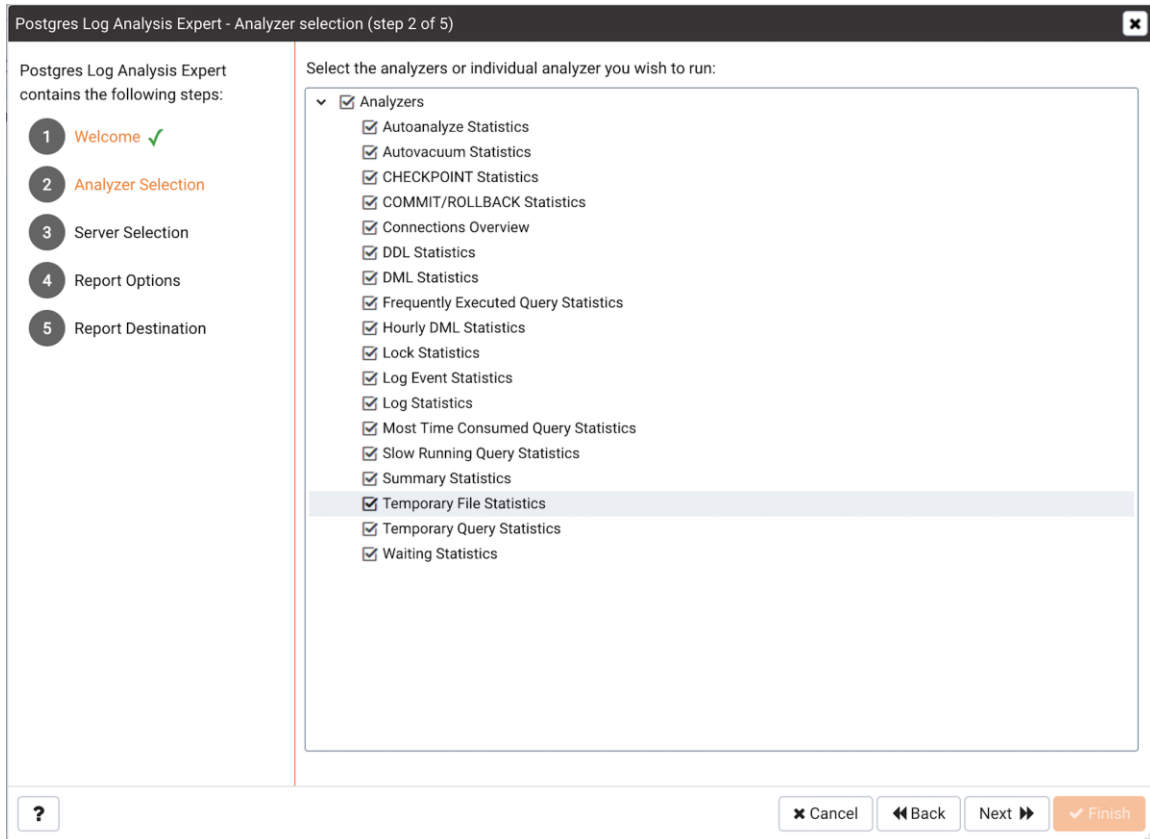 Postgres Log Analysis Expert - Analyzer selection (step 2 of 5)
Postgres Log Analysis Expert
contains the following steps:
1 Welcome
2 Analyzer Selection
3 Server Selection
4 Report Options
5 Report Destination
Select the analyzers or individual analyzer you wish to run:
Analyzers
Autoanalyze Statistics
Autovacuum Statistics
CHECKPOINT Statistics
COMMIT/ROLLBACK Statistics
Connections Overview
DDL Statistics
DML Statistics
Frequently Executed Query Statistics
Hourly DML Statistics
Lock Statistics
Log Event Statistics
Log Statistics
Most Time Consumed Query Statistics
Slow Running Query Statistics
Summary Statistics
Temporary File Statistics
Temporary Query Statistics
Waiting Statistics
? Cancel Back Next Finish